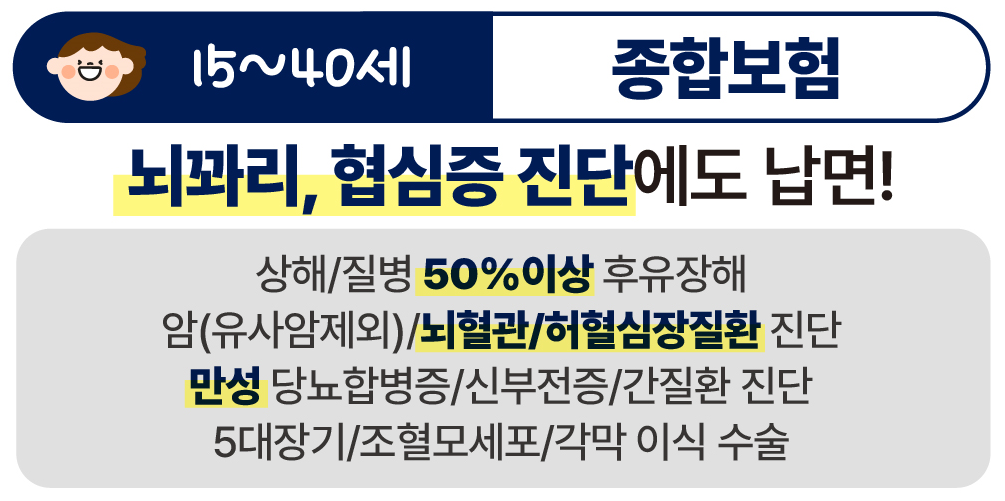 15~40세 종합보험
뇌꽈리, 협심증 진단에도 납면!
상해/질병 50%이상 후유장해
암(유사암제외)/뇌혈관/허혈심장질환 진단
만성 당뇨합병증/신부전증/간질환 진단
5대장기/조혈모세포/각막 이식 수술